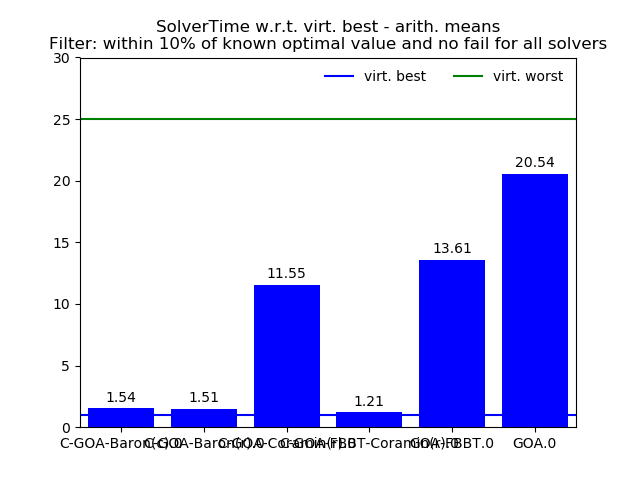 SolverTime w.r.t. virt. best - arith. means
Filter: within 10% of known optimal value and no fail for all solvers
30
virt. best
virt. worst
25
20.54
20
15
13.61
11.55
10
5
1.54
1.51
1.21
0
GOA.0